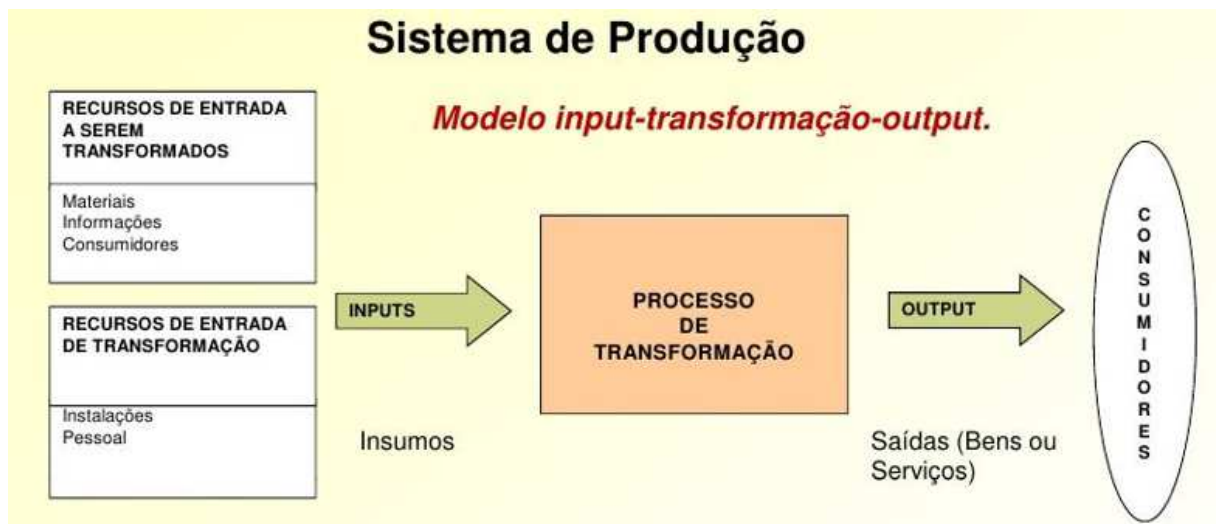 Sistema de Produção
Modelo input-transformação-output.
RECURSOS DE ENTRADA
A SEREM
TRANSFORMADOS
Materiais
Informações
Consumidores
RECURSOS DE ENTRADA
DE TRANSFORMAÇÃO
Instalações
Pessoal
INPUTS
Insumos
PROCESSO
DE
TRANSFORMAÇÃO
OUTPUT
Saídas (Bens ou
Serviços)
CONSUMIDORES